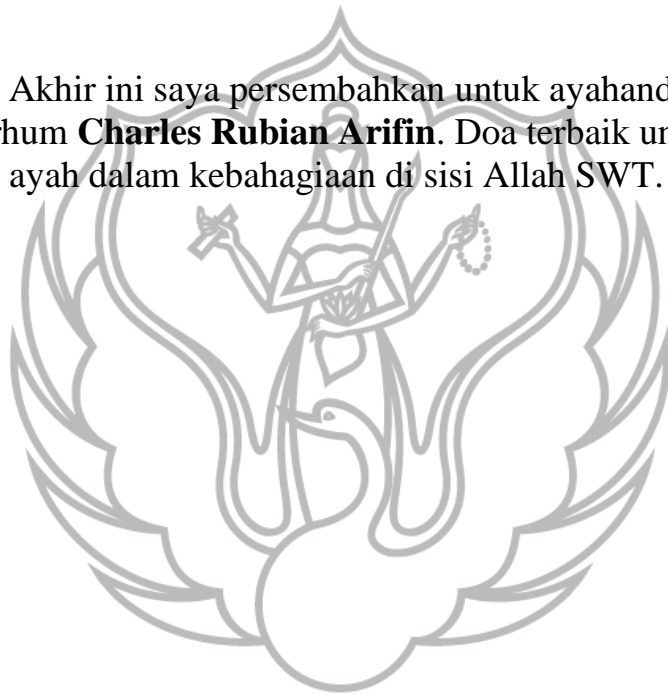 Akhir ini saya persembahkan untuk ayahand
rhum Charles Rubian Arifin. Doa terbaik un
ayah dalam kebahagiaan di sisi Allah SWT.